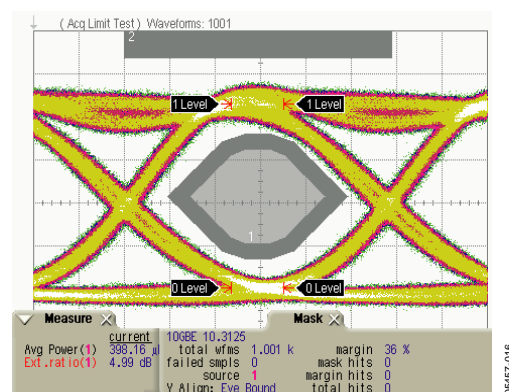 ( Acq Limit Test ) Waveforms: 1001
2
1 Level 1 Level
1
0 Level 0 Level
Measure
current
Avg Power(1) 398.16 µ
Ext.ratio(1) 4.99 dB
Mask
10GBE 10.3125
total wfms 1.001 k margin 36 %
failed smpls 0 mask hits 0
source 1 margin hits 0
Y Align: Eye Bound total hits 0
06657-016